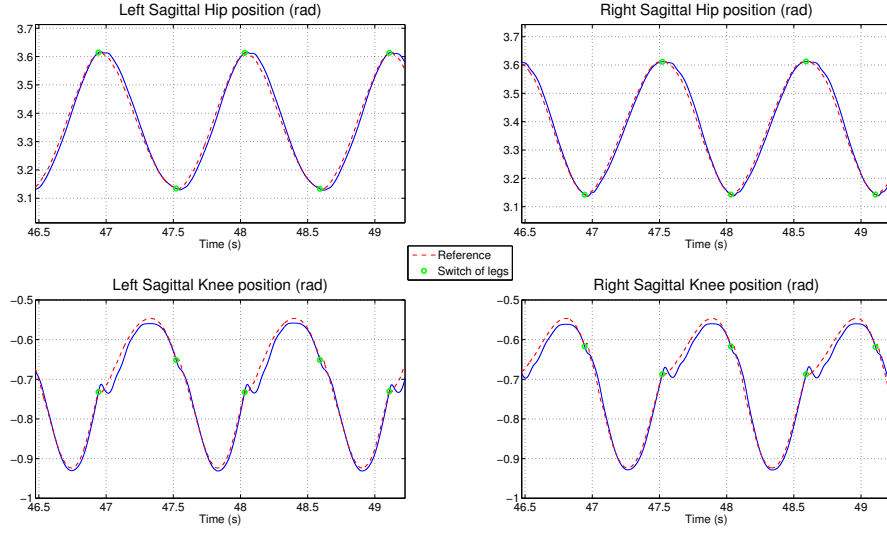 Left Sagittal Hip position (rad)
3.7
3.6
3.5
3.4
3.3
3.2
3.1
46.5 47 47.5 48 48.5 49
Time (s)
Right Sagittal Hip position (rad)
3.7
3.6
3.5
3.4
3.3
3.2
3.1
46.5 47 47.5 48 48.5 49
Time (s)
Reference
Switch of legs
Left Sagittal Knee position (rad)
−0.5
−0.6
−0.7
−0.8
−0.9
−1
46.5 47 47.5 48 48.5 49
Time (s)
Right Sagittal Knee position (rad)
−0.5
−0.6
−0.7
−0.8
−0.9
−1
46.5 47 47.5 48 48.5 49
Time (s)